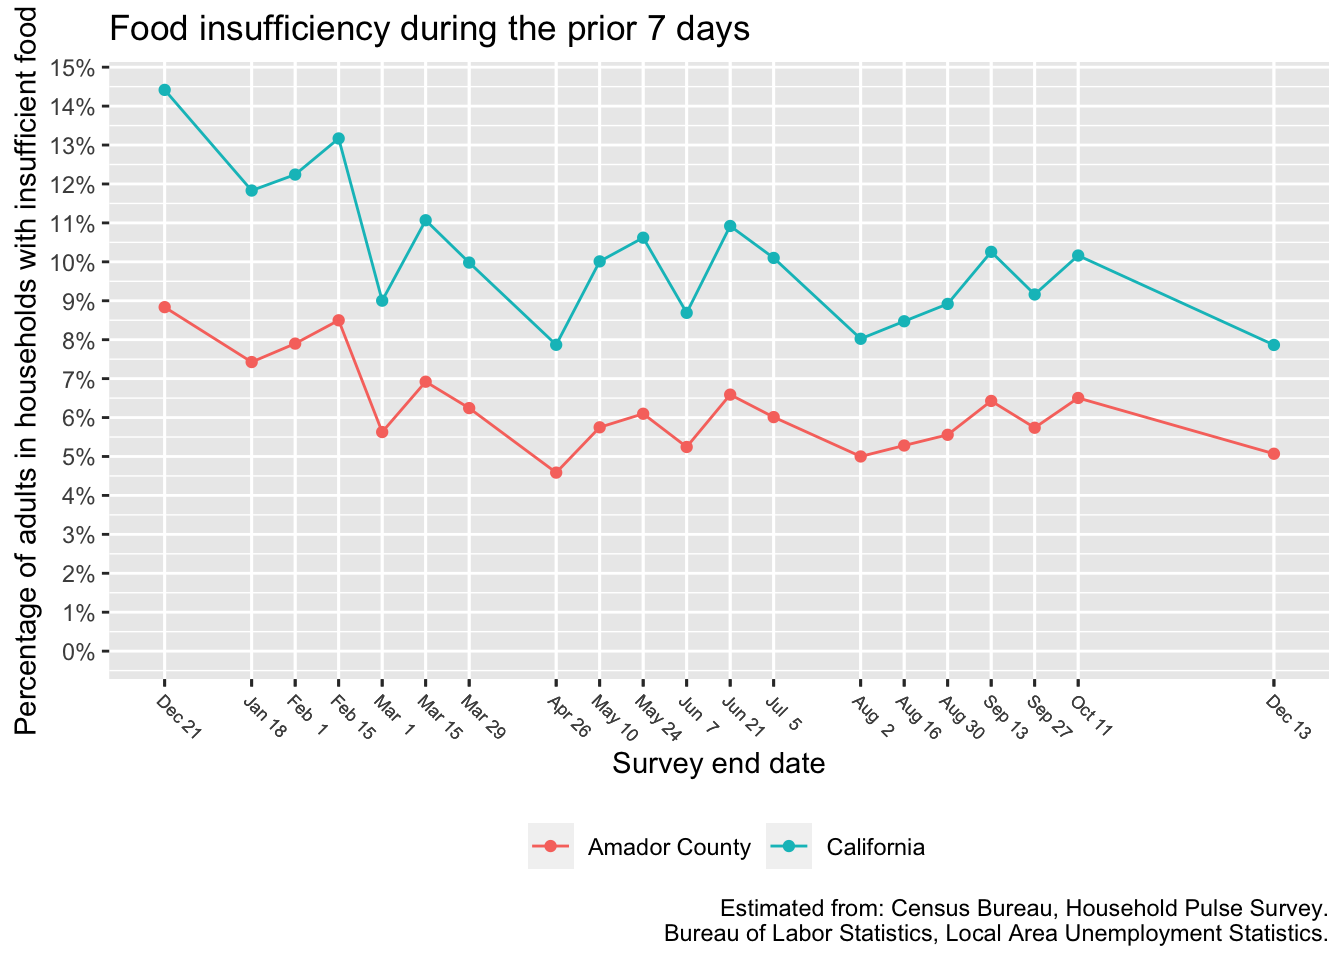 Food insufficiency during the prior 7 days
Percentage of adults in households with insufficient food
15%
14%
13%
12%
11%
10%
9%
8%
7%
6%
5%
4%
3%
2%
1%
0%
Dec 21
Jan 18
Feb 1
Feb 15
Mar 1
Mar 15
Mar 29
Apr 26
May 10
May 24
Jun 7
Jun 21
Jul 5
Aug 2
Aug 16
Aug 30
Sep 13
Sep 27
Oct 11
Dec 13
Survey end date
Amador County
California
Estimated from: Census Bureau, Household Pulse Survey.
Bureau of Labor Statistics, Local Area Unemployment Statistics.